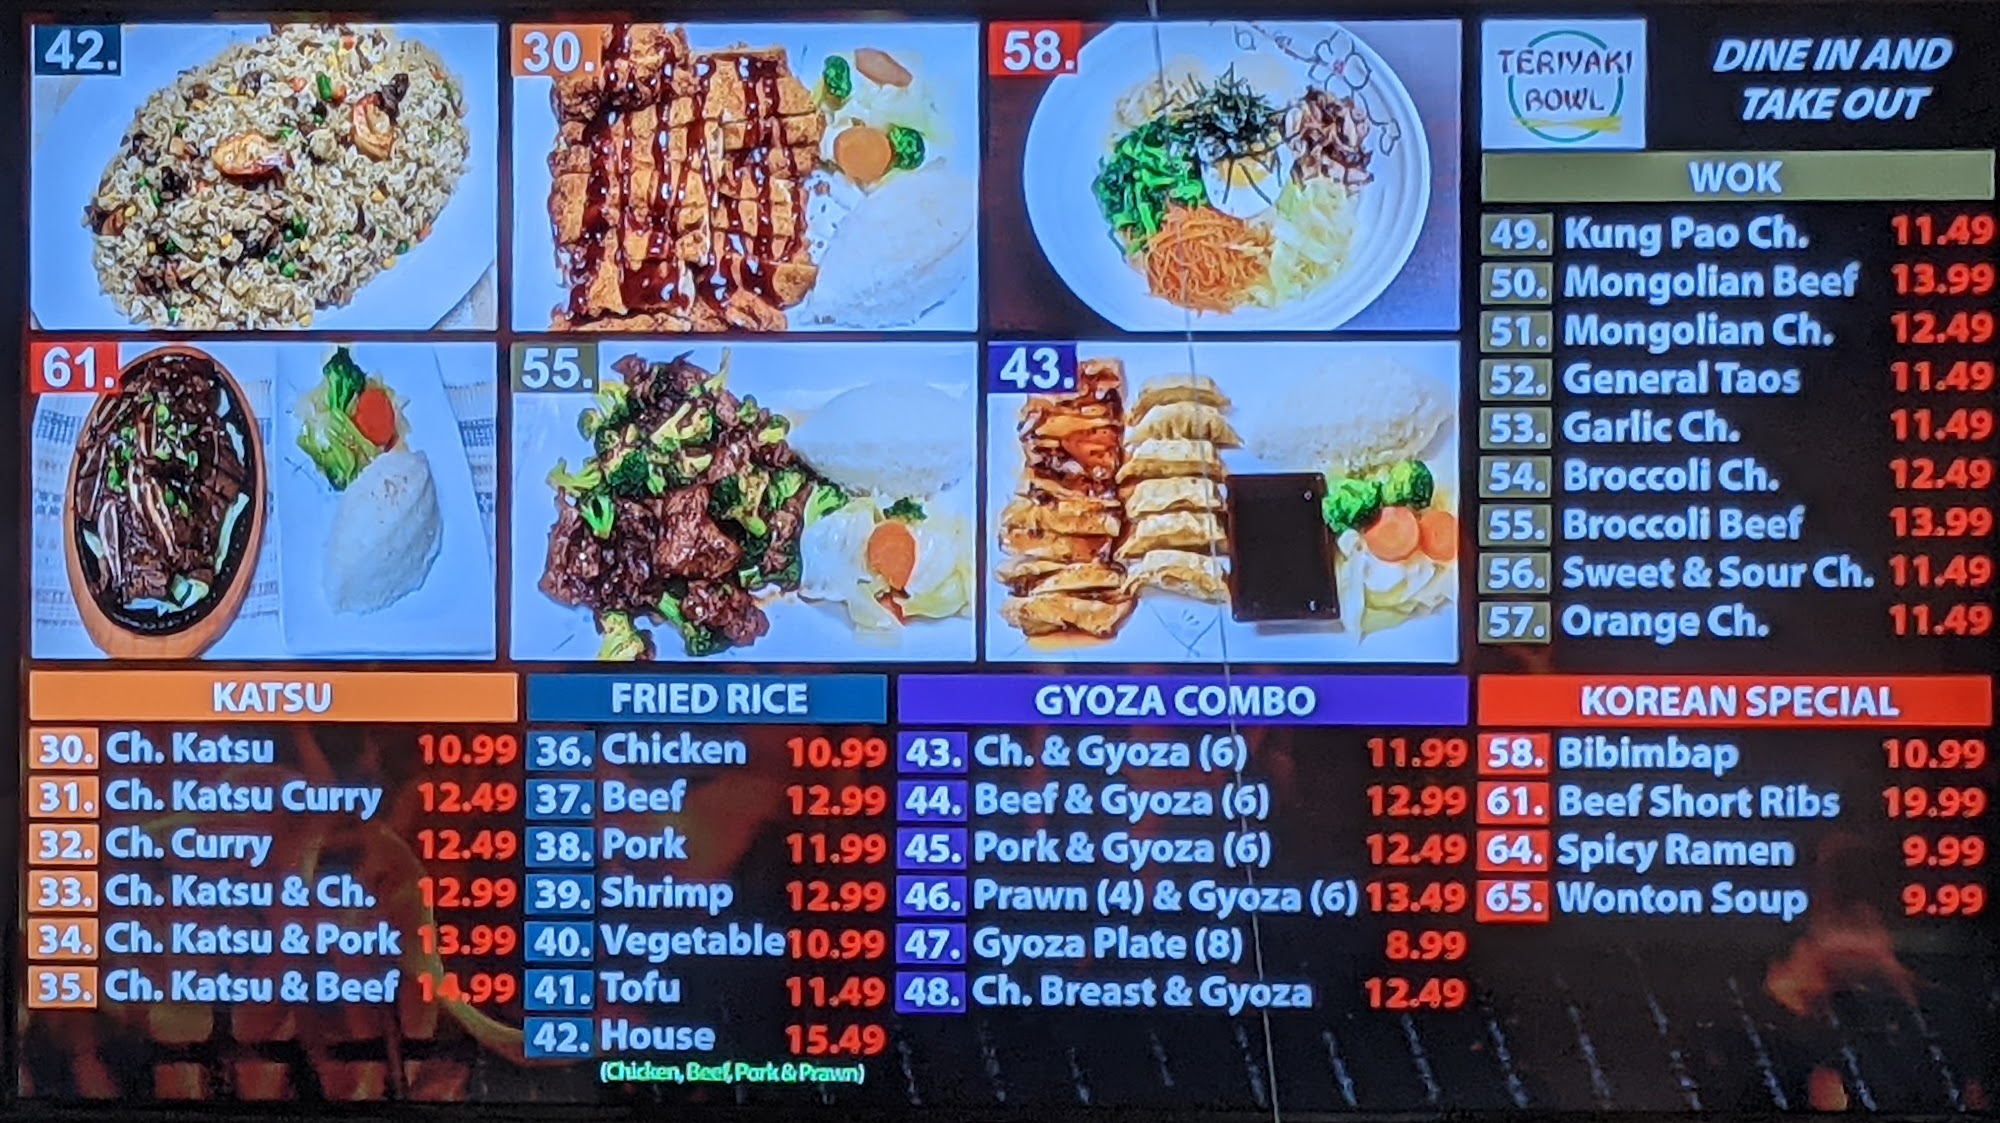 42.
30.
58.
TERIYAKI
BOWL
DINE IN AND
TAKE OUT
61.
55.
43.
WOK
49. Kung Pao Ch. 11.49
50. Mongolian Beef 13.99
51. Mongolian Ch. 12.49
52. General Taos 11.49
53. Garlic Ch. 11.49
54. Broccoli Ch. 12.49
55. Broccoli Beef 13.99
56. Sweet & Sour Ch. 11.49
57. Orange Ch. 11.49
KATSU
30. Ch. Katsu 10.99
31. Ch. Katsu Curry 12.49
32. Ch. Curry 12.49
33. Ch. Katsu & Ch. 12.99
34. Ch. Katsu & Pork 13.99
35. Ch. Katsu & Beef 14.99
FRIED RICE
36. Chicken 10.99
37. Beef 12.99
38. Pork 11.99
39. Shrimp 12.99
40. Vegetable 10.99
41. Tofu 11.49
42. House 15.49
(Chicken, Beef, Pork & Prawn)
GYOZA COMBO
43. Ch. & Gyoza (6) 11.99
44. Beef & Gyoza (6) 12.99
45. Pork & Gyoza (6) 12.49
46. Prawn (4) & Gyoza (6) 13.49
47. Gyoza Plate (8) 8.99
48. Ch. Breast & Gyoza 12.49
KOREAN SPECIAL
58. Bibimbap 10.99
61. Beef Short Ribs 19.99
64. Spicy Ramen 9.99
65. Wonton Soup 9.99